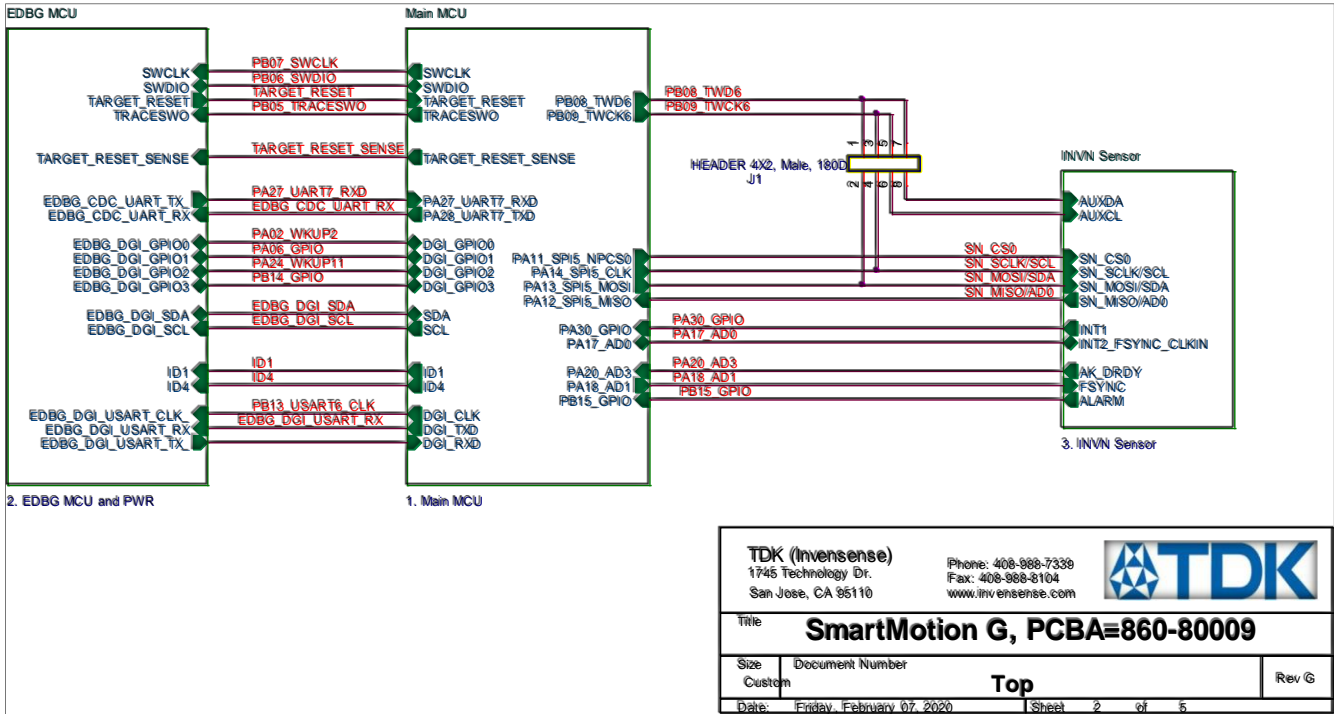 EDBG MCU
SWCLK
SWDIO
TARGET_RESET
TRACESWO
TARGET_RESET_SENSE
EDBG_CDC_UART_TX
EDBG_CDC_UART_RX
EDBG_DGI_GPIO0
EDBG_DGI_GPIO1
EDBG_DGI_GPIO2
EDBG_DGI_GPIO3
EDBG_DGI_SDA
EDBG_DGI_SCL
ID1
ID4
EDBG_DGI_USART_CLK
EDBG_DGI_USART_RX
EDBG_DGI_USART_TX
2. EDBG MCU and PWR
PB07_SWCLK
PB06_SWDIO
TARGET_RESET
PB05_TRACESWO
TARGET_RESET_SENSE
PA27_UART7_RXD
EDBG_CDC_UART_RX
PA02_WKUP2
PA06_GPIO
PA24_WKUP11
PB14_GPIO
EDBG_DGI_SDA
EDBG_DGI_SCL
ID1
ID4
PB13_USART6_CLK
EDBG_DGI_USART_RX
Main MCU
SWCLK
SWDIO
TARGET_RESET
TRACESWO
TARGET_RESET_SENSE
PA27_UART7_RXD
PA28_UART7_TXD
DGI_GPIO0
DGI_GPIO1
DGI_GPIO2
DGI_GPIO3
SDA
SCL
ID1
ID4
DGI_CLK
DGI_TXD
DGI_RXD
PB08_TWD6
PB09_TWCK6
PA11_SPI5_NPCS0
PA14_SPI5_CLK
PA13_SPI5_MOSI
PA12_SPI5_MISO
PA30_GPIO
PA17_AD0
PA20_AD3
PA18_AD1
PB15_GPIO
1. Main MCU
PB08_TWD6
PB09_TWCK6
1 3 5 7
HEADER 4X2, Male, 180D
J1
2 4 6 8
SN_CS0
SN_SCLK/SCL
SN_MOSI/SDA
SN_MISO/AD0
PA30_GPIO
PA17_AD0
PA20_AD3
PA18_AD1
PB15_GPIO
INVN Sensor
AUXDA
AUXCL
SN_CS0
SN_SCLK/SCL
SN_MOSI/SDA
SN_MISO/AD0
INT1
INT2_FSYNC_CLKIN
AK_DRDY
FSYNC
ALARM
3. INVN Sensor
TDK (Invensense)
1745 Technology Dr.
San Jose, CA 95110
Phone: 408-988-7339
Fax: 408-988-8104
www.invensense.com
TDK
Title
SmartMotion G, PCBA=860-80009
Size
Custom
Document Number
Top
Rev G
Date: Friday, February 07, 2020
Sheet 2 of 5